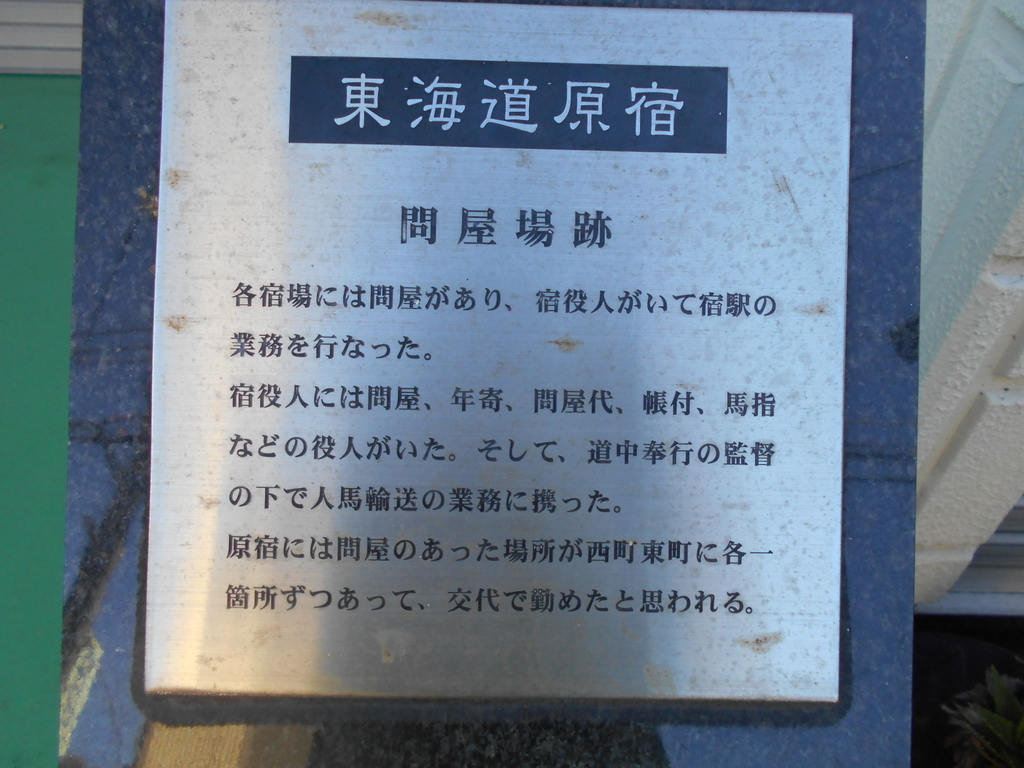 東海道原宿
問屋場跡
各宿場には問屋があり、宿役人がいて宿駅の
業務を行なった。
宿役人には問屋、年寄、問屋代、帳付、馬指
などの役人がいた。そして、道中奉行の監督
の下で人馬輸送の業務に携った。
原宿には問屋のあった場所が西町東町に各一
箇所ずつあって、交代で勤めたと思われる。